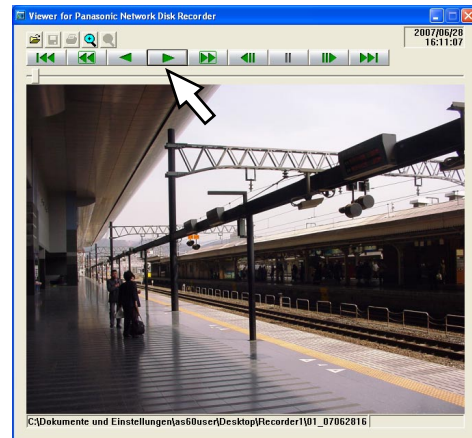 Viewer for Panasonic Network Disk Recorder
2007/06/28
16:11:07
C:\Dokumente und Einstellungen\as60user\Desktop\Recorder1\01_07062816